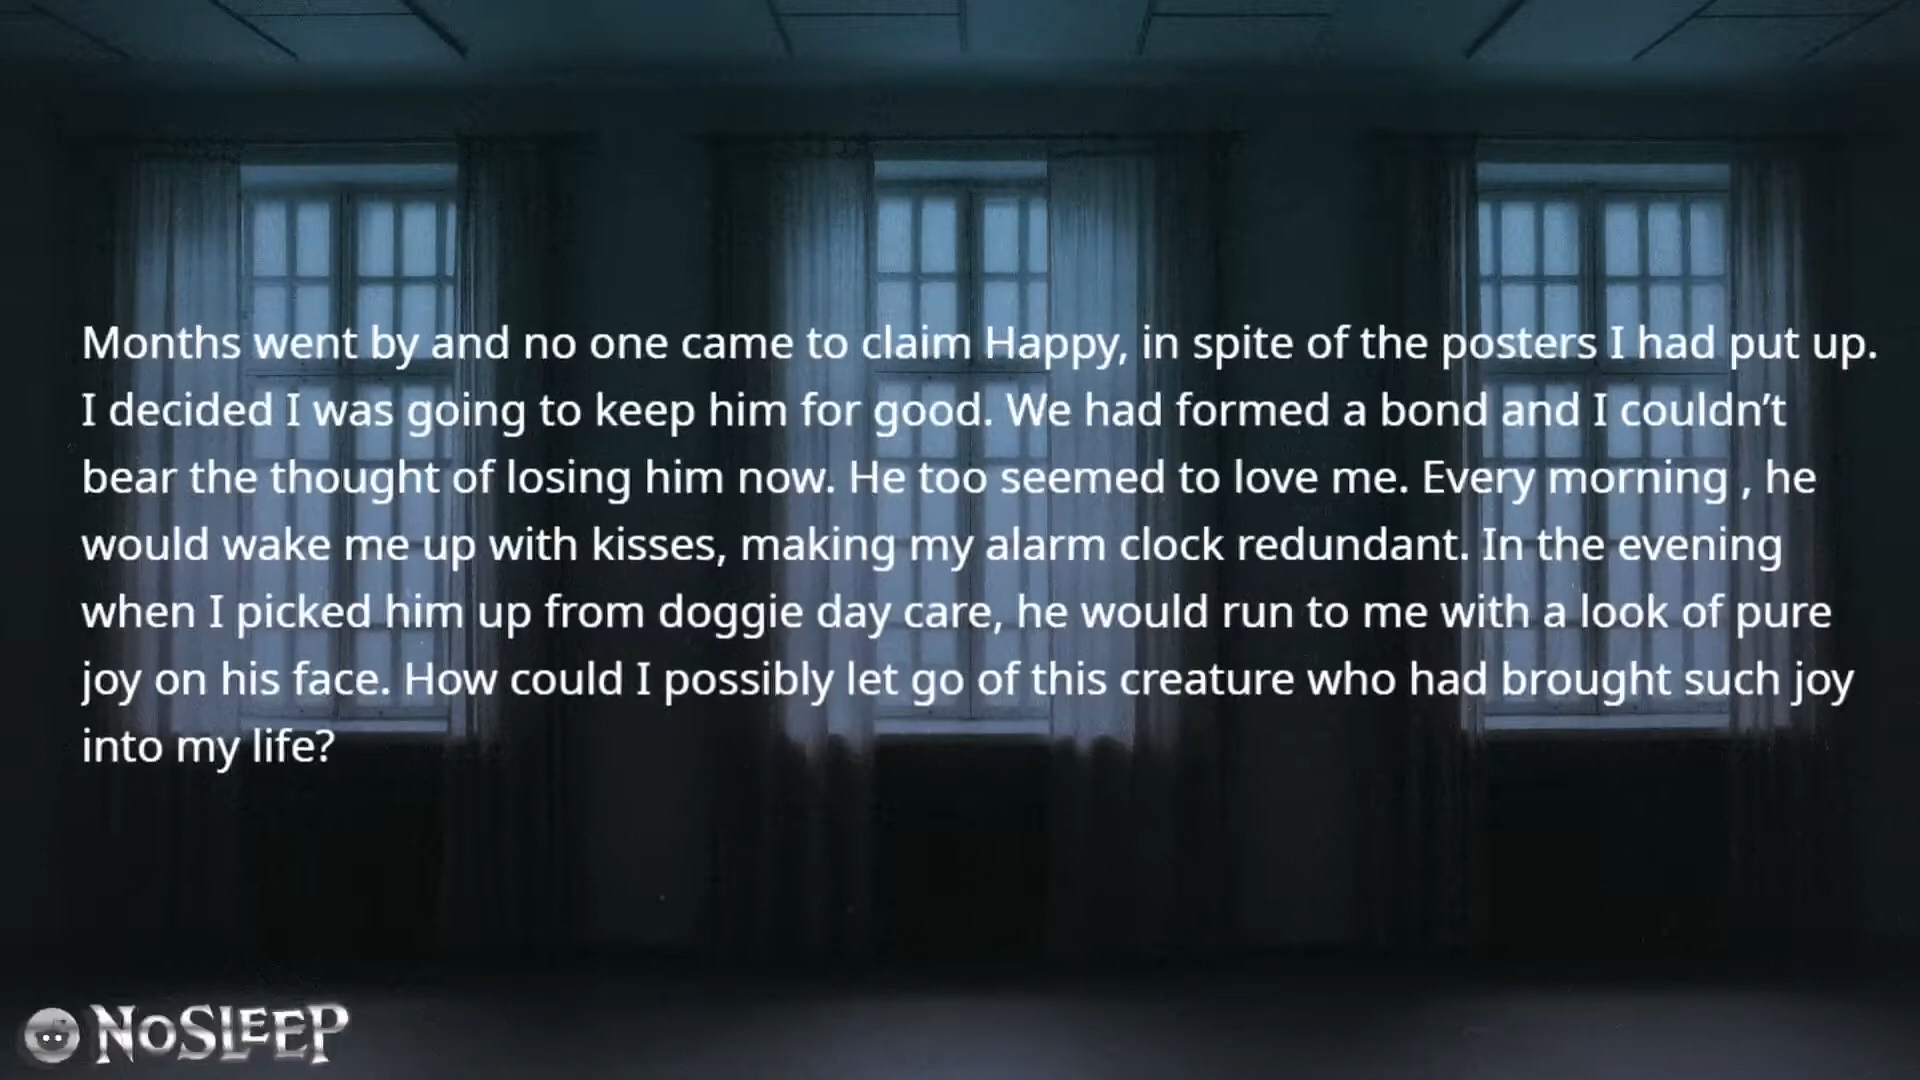 Months went by and no one came to claim Happy, in spite of the posters I had put up.
I decided I was going to keep him for good. We had formed a bond and I couldn’t
bear the thought of losing him now. He too seemed to love me. Every morning , he
would wake me up with kisses, making my alarm clock redundant. In the evening
when I picked him up from doggie day care, he would run to me with a look of pure
joy on his face. How could I possibly let go of this creature who had brought such joy
into my life?
NOSLEEP